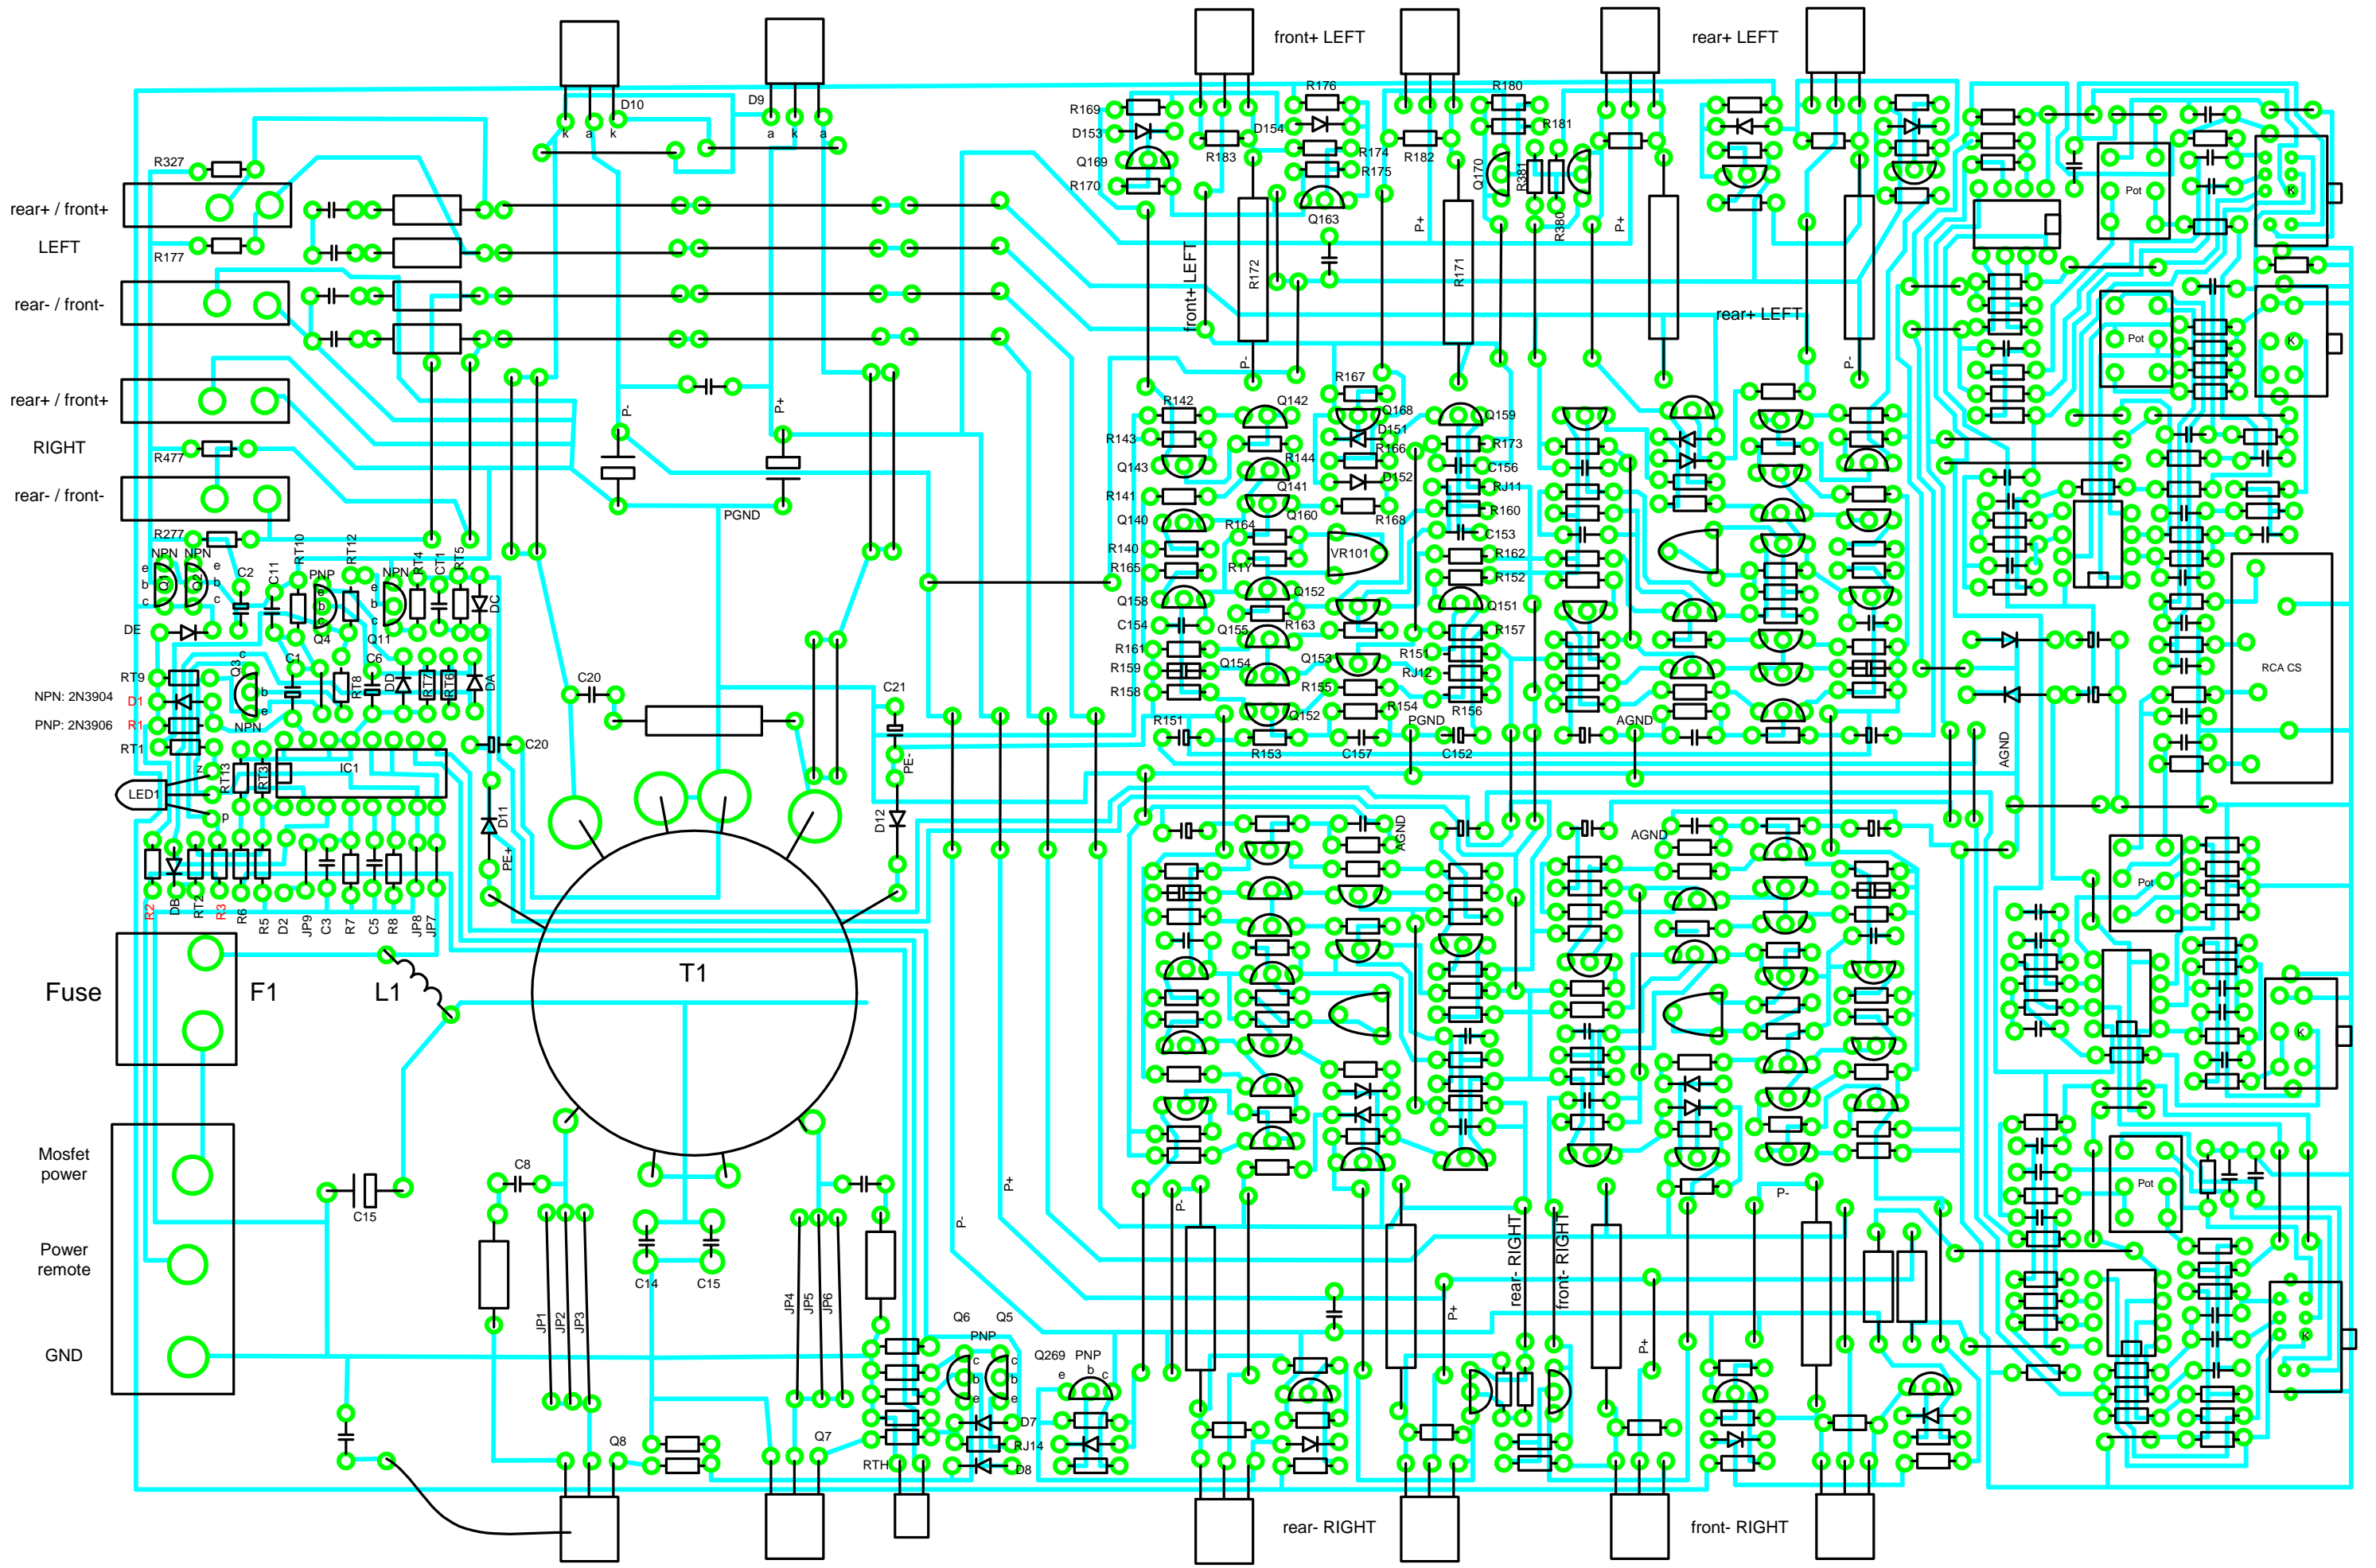 front+ LEFT
rear+ LEFT
D10
D9
k a k
a k a
R169
D153
Q169
R170
R183
D154
R176
R174
R175
Q163
R182
R180
R181
Q170
R381
R380
R327
rear+ / front+
LEFT
R177
rear- / front-
rear+ / front+
RIGHT
R477
rear- / front-
R277
P-
P+
PGND
front+ LEFT
R172
P-
P+
R171
P+
rear+ LEFT
P-
Pot
K
Pot
K
R142
R143
Q143
R141
Q140
R140
R165
Q158
C154
R161
R159
R158
R151
Q142
R144
Q141
Q160
R164
R1Y
Q152
Q155
R163
Q154
Q153
R155
R154
Q152
R153
R167
Q168
D151
R166
D152
R168
VR101
C157
PGND
C152
Q159
R173
C156
RJ11
R160
C153
R162
R152
Q151
R157
R151
RJ12
R156
AGND
AGND
RCA CS
NPN
NPN
e
b
c
Q1
Q2
e
b
c
C2
C11
RT10
PNP
e
b
c
Q4
RT12
NPN
e
b
c
Q11
RT4
CT1
RT5
DC
DE
RT9
NPN: 2N3904
D1
PNP: 2N3906
R1
RT1
Q3
c
b
e
NPN
C1
RT8
C6
DD
RT7
RT6
DA
C20
C20
C21
PE-
z
LED1
p
RT13
RT3
IC1
D11
PE+
D12
R2
DB
RT2
R3
R6
R5
D2
JP9
C3
R7
C5
R8
JP8
JP7
AGND
AGND
Pot
K
Fuse
F1
L1
T1
Mosfet
power
C15
C8
P-
P+
P-
P-
Pot
K
Power
remote
C14
C15
JP1
JP2
JP3
JP4
JP5
JP6
rear- RIGHT
front- RIGHT
P+
P+
GND
Q6
Q5
PNP
c
b
e
c
b
e
Q269
PNP
e
b
c
D7
RJ14
D8
Q8
Q7
RTH
rear- RIGHT
front- RIGHT